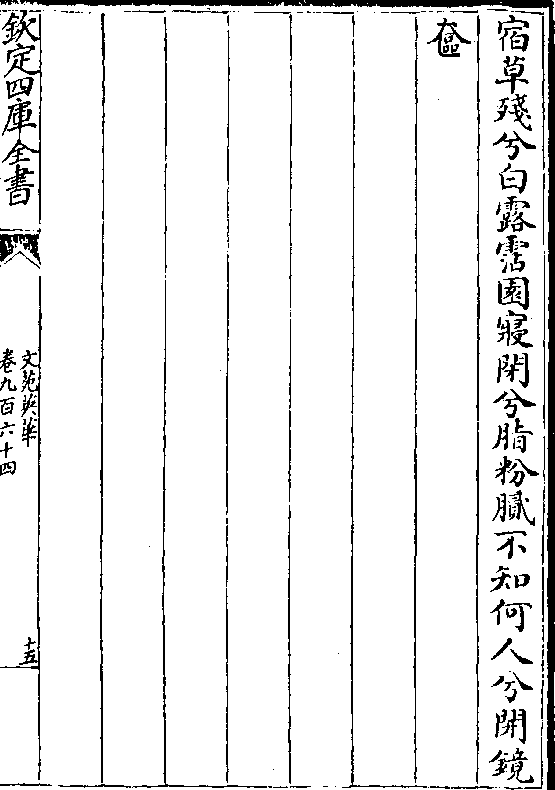 宿草殘兮白露霑園寢閉兮脂粉膩不知何人兮開鏡
奩
欽定四庫全書
文苑英華
卷九百六十四
十五